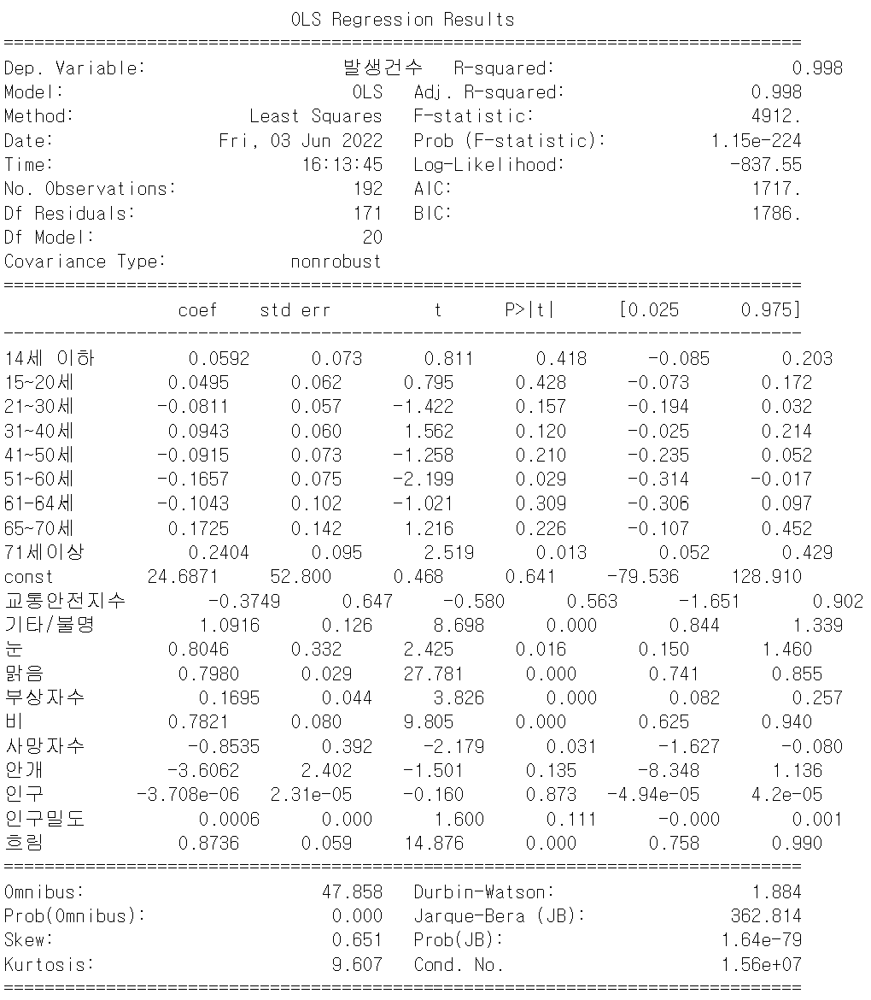 OLS Regression Results
==============================================================================
Dep. Variable: 발생건수 R-squared: 0.998
Model: OLS Adj. R-squared: 0.998
Method: Least Squares F-statistic: 4912.
Date: Fri, 03 Jun 2022 Prob (F-statistic): 1.15e-224
Time: 16:13:45 Log-Likelihood: -837.55
No. Observations: 192 AIC: 1717.
Df Residuals: 171 BIC: 1786.
Df Model: 20
Covariance Type: nonrobust
==============================================================================
coef std err t P>|t| [0.025 0.975]
------------------------------------------------------------------------------
14세 이하 0.0592 0.073 0.811 0.418 -0.085 0.203
15~20세 0.0495 0.062 0.795 0.428 -0.073 0.172
21~30세 -0.0811 0.057 -1.422 0.157 -0.194 0.032
31~40세 0.0943 0.060 1.562 0.120 -0.025 0.214
41~50세 -0.0915 0.073 -1.258 0.210 -0.235 0.052
51~60세 -0.1657 0.075 -2.199 0.029 -0.314 -0.017
61-64세 -0.1043 0.102 -1.021 0.309 -0.306 0.097
65~70세 0.1725 0.142 1.216 0.226 -0.107 0.452
71세이상 0.2404 0.095 2.519 0.013 0.052 0.429
const 24.6871 52.800 0.468 0.641 -79.536 128.910
교통안전지수 -0.3749 0.647 -0.580 0.563 -1.651 0.902
기타/불명 1.0916 0.126 8.698 0.000 0.844 1.339
눈 0.8046 0.332 2.425 0.016 0.150 1.460
맑음 0.7980 0.029 27.781 0.000 0.741 0.855
부상자수 0.1695 0.044 3.826 0.000 0.082 0.257
비 0.7821 0.080 9.805 0.000 0.625 0.940
사망자수 -0.8535 0.392 -2.179 0.031 -1.627 -0.080
안개 -3.6062 2.402 -1.501 0.135 -8.348 1.136
인구 -3.708e-06 2.31e-05 -0.160 0.873 -4.94e-05 4.2e-05
인구밀도 0.0006 0.000 1.600 0.111 -0.000 0.001
흐림 0.8736 0.059 14.876 0.000 0.758 0.990
==============================================================================
Omnibus: 47.858 Durbin-Watson: 1.884
Prob(Omnibus): 0.000 Jarque-Bera (JB): 362.814
Skew: 0.651 Prob(JB): 1.64e-79
Kurtosis: 9.607 Cond. No. 1.56e+07
==============================================================================